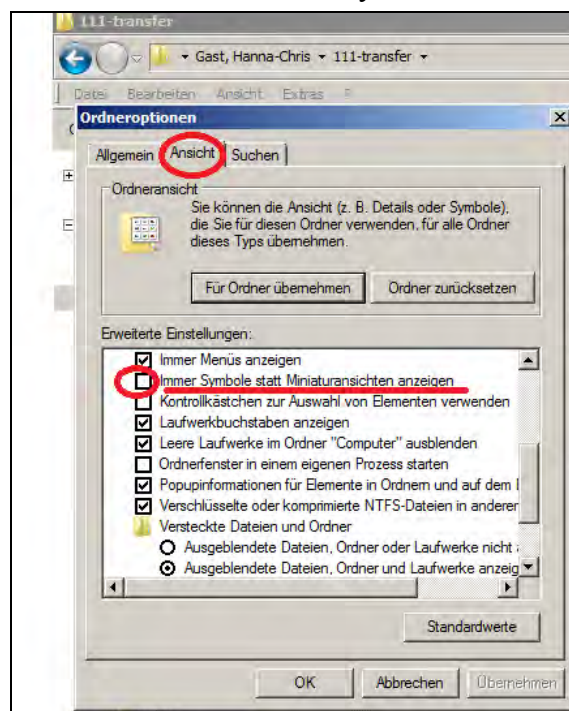 111-transfer
Gast, Hanna-Chris 111-transfer
Datei Bearbeiten Ansicht Extras ?
Ordneroptionen
Allgemein Ansicht Suchen
Ordneransicht
Sie können die Ansicht (z. B. Details oder Symbole),
die Sie für diesen Ordner verwenden, für alle Ordner
dieses Typs übernehmen.
Für Ordner übernehmen Ordner zurücksetzen
Erweiterte Einstellungen:
Immer Menüs anzeigen
Immer Symbole statt Miniaturansichten anzeigen
Kontrollkästchen zur Auswahl von Elementen verwenden
Laufwerkbuchstaben anzeigen
Leere Laufwerke im Ordner "Computer" ausblenden
Ordnerfenster in einem eigenen Prozess starten
Popupinformationen für Elemente in Ordnern und auf dem
Verschlüsselte oder komprimierte NTFS-Dateien in anderer
Versteckte Dateien und Ordner
Ausgeblendete Dateien, Ordner oder Laufwerke nicht
Ausgeblendete Dateien, Ordner und Laufwerke anzeig
Standardwerte
OK Abbrechen Übernehmen